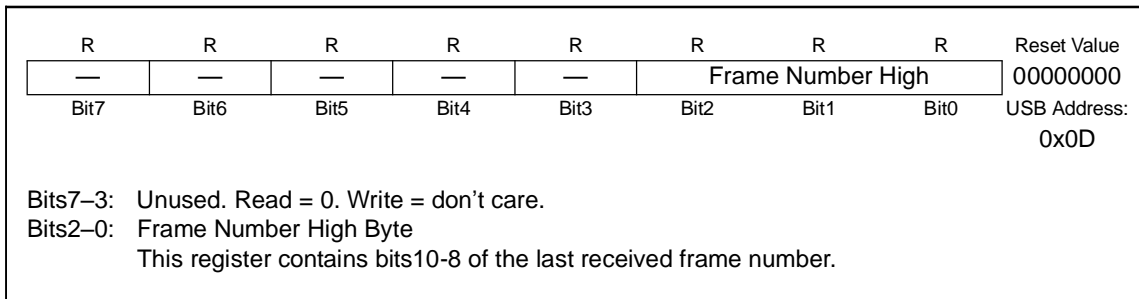 R R R R R R R R Reset Value
— — — — — Frame Number High 00000000
Bit7 Bit6 Bit5 Bit4 Bit3 Bit2 Bit1 Bit0 USB Address:
0x0D
Bits7–3: Unused. Read = 0. Write = don’t care.
Bits2–0: Frame Number High Byte
This register contains bits10-8 of the last received frame number.